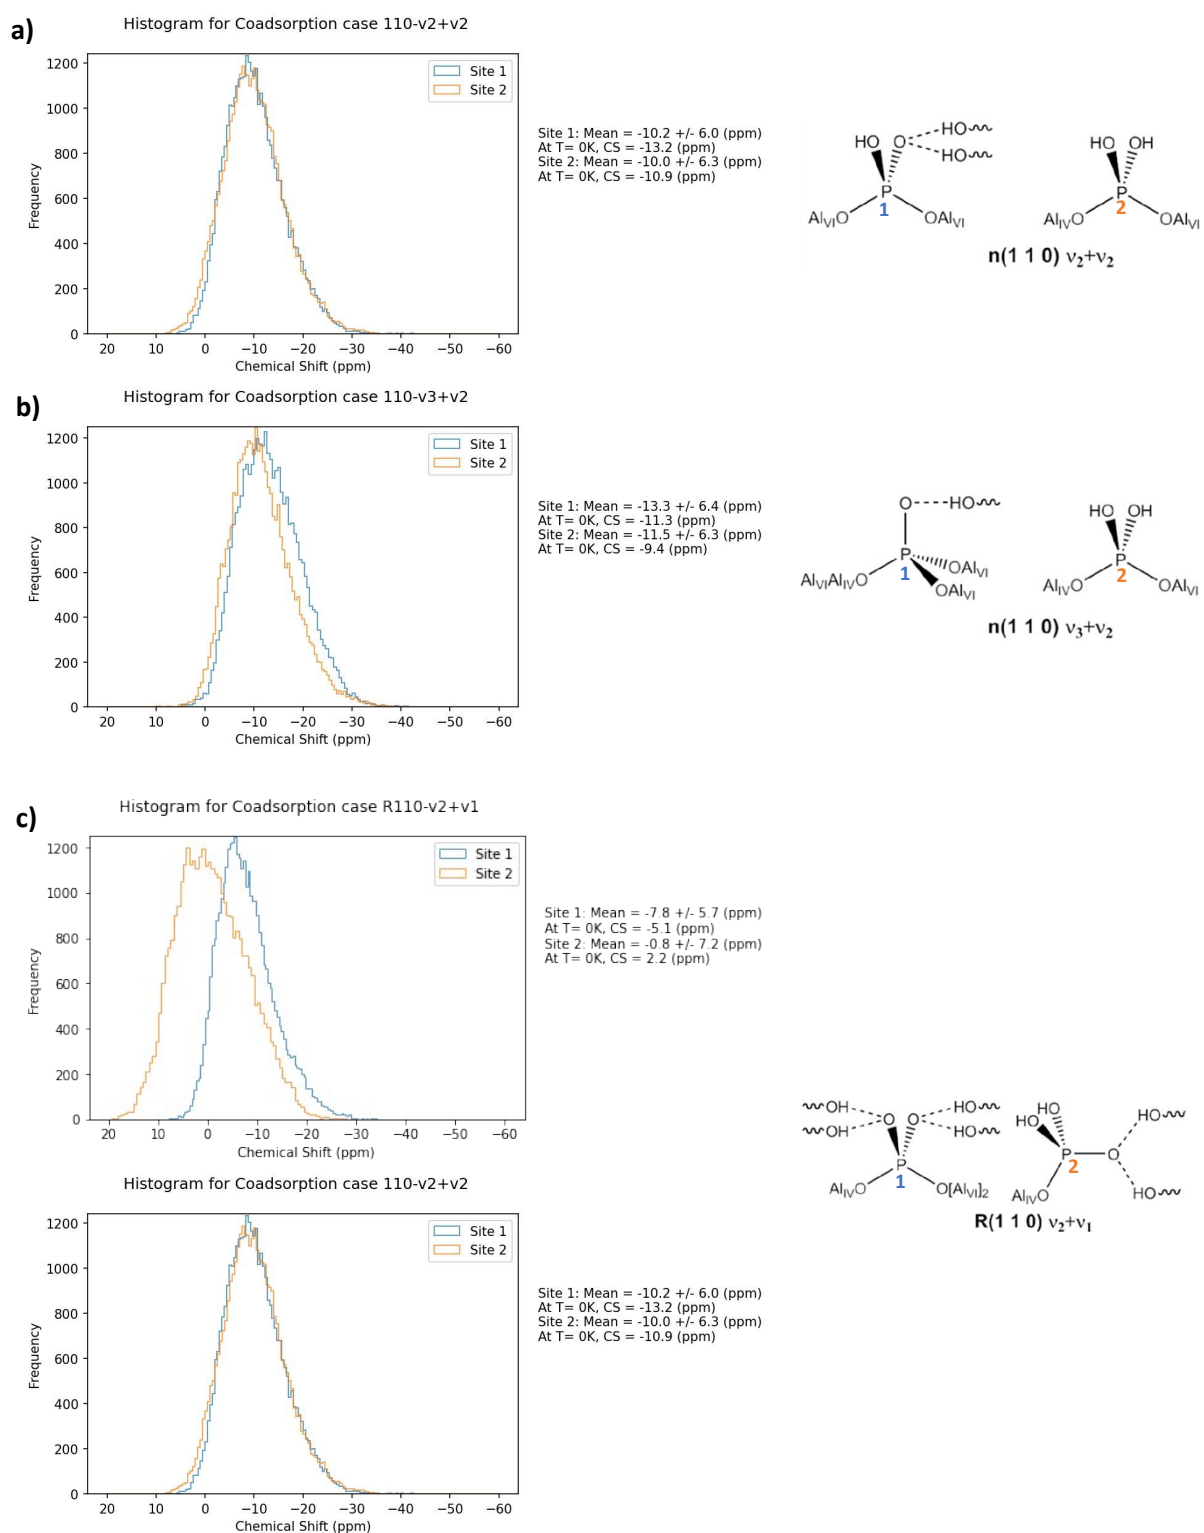 a)
Histogram for Coadsorption case 110-v2+v2
1200
1000
800
600
400
200
0
Frequency
20 10 0 −10 −20 −30 −40 −50 −60
Chemical Shift (ppm)
Site 1
Site 2
Site 1: Mean = -10.2 +/- 6.0 (ppm)
At T= 0K, CS = -13.2 (ppm)
Site 2: Mean = -10.0 +/- 6.3 (ppm)
At T= 0K, CS = -10.9 (ppm)
HO O HO
HO
P
1
AlVIO OAlVI
HO OH
P
2
AlIVO OAlVI
n(1 1 0) ν2+ν2
b)
Histogram for Coadsorption case 110-v3+v2
1200
1000
800
600
400
200
0
Frequency
20 10 0 −10 −20 −30 −40 −50 −60
Chemical Shift (ppm)
Site 1
Site 2
Site 1: Mean = -13.3 +/- 6.4 (ppm)
At T= 0K, CS = -11.3 (ppm)
Site 2: Mean = -11.5 +/- 6.3 (ppm)
At T= 0K, CS = -9.4 (ppm)
O HO
P
1
OAlVI
AlVIAlIVO
OAlVI
HO OH
P
2
AlIVO OAlVI
n(1 1 0) ν3+ν2
c)
Histogram for Coadsorption case R110-v2+v1
1200
1000
800
600
400
200
0
Frequency
20 10 0 −10 −20 −30 −40 −50 −60
Chemical Shift (ppm)
Site 1
Site 2
Site 1: Mean = -7.8 +/- 5.7 (ppm)
At T= 0K, CS = -5.1 (ppm)
Site 2: Mean = -0.8 +/- 7.2 (ppm)
At T= 0K, CS = 2.2 (ppm)
OH O O HO
OH HO
P
1
AlIVO O[AlVI]2
HO
HO
P O
2
HO
HO
AlIVO
R(1 1 0) ν2+ν1
Histogram for Coadsorption case 110-v2+v2
1200
1000
800
600
400
200
0
Frequency
20 10 0 −10 −20 −30 −40 −50 −60
Chemical Shift (ppm)
Site 1
Site 2
Site 1: Mean = -10.2 +/- 6.0 (ppm)
At T= 0K, CS = -13.2 (ppm)
Site 2: Mean = -10.0 +/- 6.3 (ppm)
At T= 0K, CS = -10.9 (ppm)